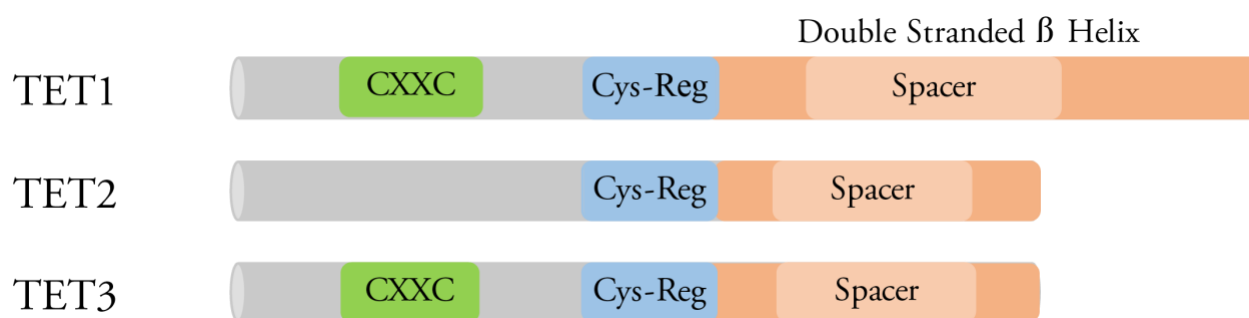 Double Stranded ß Helix
TET1 CXXC Cys-Reg Spacer
TET2 Cys-Reg Spacer
TET3 CXXC Cys-Reg Spacer